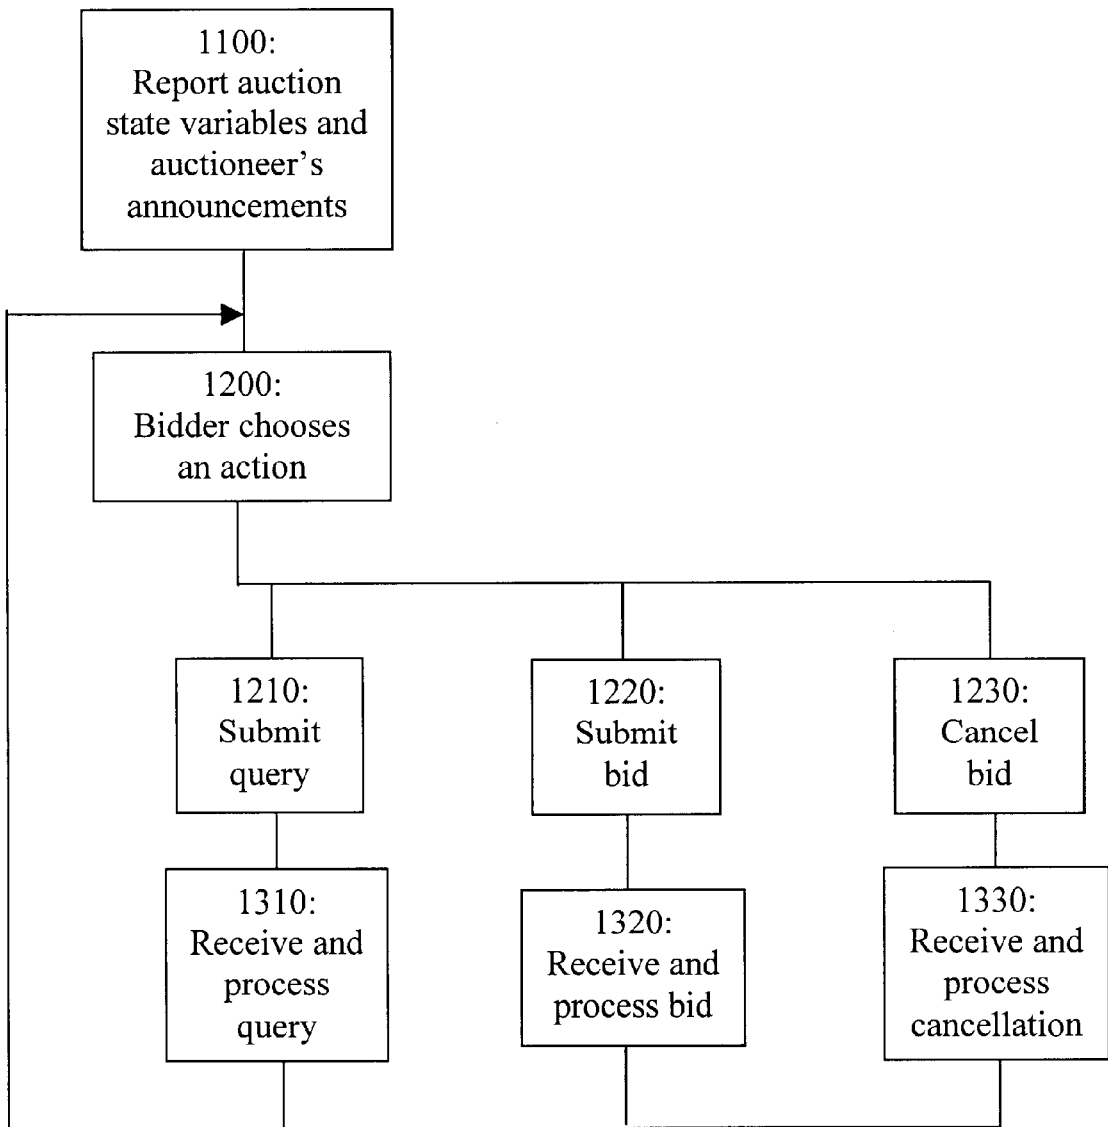 1100:
Report auction
state variables and
auctioneer's
announcements
1200:
Bidder chooses
an action
1210:
Submit
query
1220:
Submit
bid
1230:
Cancel
bid
1310:
Receive and
process
query
1320:
Receive and
process bid
1330:
Receive and
process
cancellation